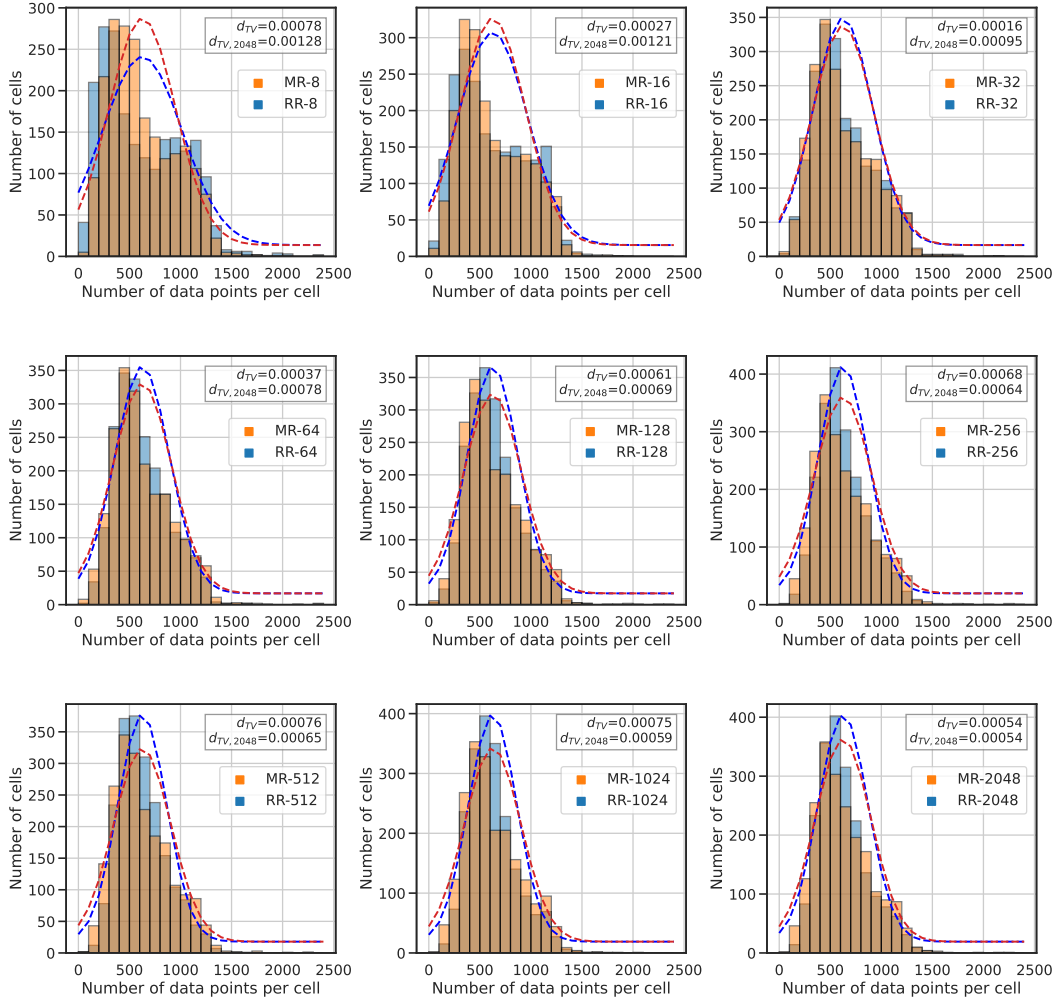 d_TV=0.00078
d_TV,2048=0.00128
MR-8
RR-8
Number of cells
300
250
200
150
100
50
0
0 500 1000 1500 2000 2500
Number of data points per cell
d_TV=0.00027
d_TV,2048=0.00121
MR-16
RR-16
Number of cells
300
250
200
150
100
50
0
0 500 1000 1500 2000 2500
Number of data points per cell
d_TV=0.00016
d_TV,2048=0.00095
MR-32
RR-32
Number of cells
350
300
250
200
150
100
50
0
0 500 1000 1500 2000 2500
Number of data points per cell
d_TV=0.00037
d_TV,2048=0.00078
MR-64
RR-64
Number of cells
350
300
250
200
150
100
50
0
0 500 1000 1500 2000 2500
Number of data points per cell
d_TV=0.00061
d_TV,2048=0.00069
MR-128
RR-128
Number of cells
350
300
250
200
150
100
50
0
0 500 1000 1500 2000 2500
Number of data points per cell
d_TV=0.00068
d_TV,2048=0.00064
MR-256
RR-256
Number of cells
400
300
200
100
0
0 500 1000 1500 2000 2500
Number of data points per cell
d_TV=0.00076
d_TV,2048=0.00065
MR-512
RR-512
Number of cells
350
300
250
200
150
100
50
0
0 500 1000 1500 2000 2500
Number of data points per cell
d_TV=0.00075
d_TV,2048=0.00059
MR-1024
RR-1024
Number of cells
400
300
200
100
0
0 500 1000 1500 2000 2500
Number of data points per cell
d_TV=0.00054
d_TV,2048=0.00054
MR-2048
RR-2048
Number of cells
400
300
200
100
0
0 500 1000 1500 2000 2500
Number of data points per cell